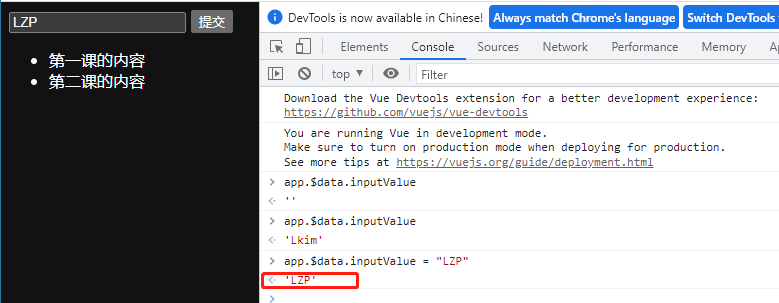 LZP 提交
第一课的内容
第二课的内容
DevTools is now available in Chinese! Always match Chrome's language Switch DevTools
Elements Console Sources Network Performance Memory
top Filter
Download the Vue Devtools extension for a better development experience:
https://github.com/vuejs/vue-devtools
You are running Vue in development mode.
Make sure to turn on production mode when deploying for production.
See more tips at https://vuejs.org/guide/deployment.html
app.$data.inputValue
''
app.$data.inputValue
'Lkim'
app.$data.inputValue = "LZP"
'LZP'